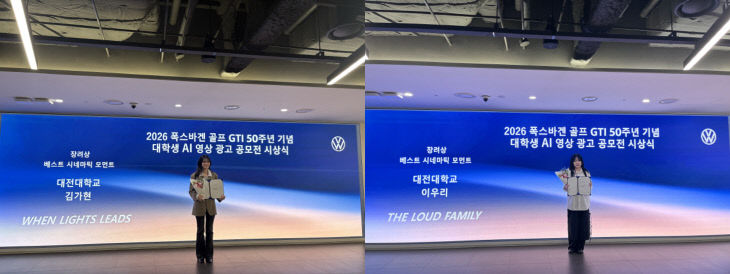 2026 폭스바겐 골프 GTI 50주년 기념
대학생 AI 영상 광고 공모전 시상식
장려상
베스트 시네마틱 모먼트
대전대학교
김가현
WHEN LIGHTS LEADS
2026 폭스바겐 골프 GTI 50주년 기념
대학생 AI 영상 광고 공모전 시상식
장려상
베스트 시네마틱 모먼트
대전대학교
이우리
THE LOUD FAMILY